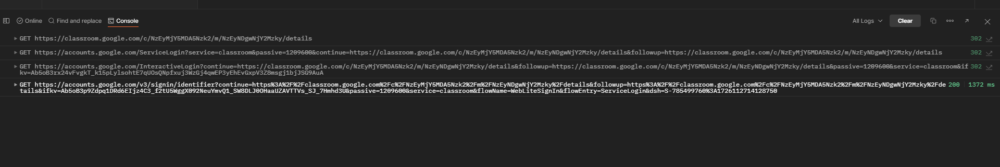 Online Find and replace Console All Logs Clear
GET https://classroom.google.com/c/NzEyMjY5MDA5Nzk2/m/NzEyNDgwNjY2Mzky/details 302
GET https://accounts.google.com/ServiceLogin?service=classroom&passive=1209600&continue=https://classroom.google.com/c/NzEyMjY5MDA5Nzk2/m/NzEyNDgwNjY2Mzky/details&followup=https://classroom.google.com/c/NzEyMjY5MDA5Nzk2/m/NzEyNDgwNjY2Mzky/details 302
GET https://accounts.google.com/InteractiveLogin?continue=https://classroom.google.com/c/NzEyMjY5MDA5Nzk2/m/NzEyNDgwNjY2Mzky/details&followup=https://classroom.google.com/c/NzEyMjY5MDA5Nzk2/m/NzEyNDgwNjY2Mzky/details&passive=1209600&service=classroom&if 302
kv=Ab5oB3rx24vFvgkT_k15pLylsohtE7qUOsQNpfxuj3WzGj4qwEP3yEhEvGxpV3Z8msgj1bjJSG9AuA
GET https://accounts.google.com/v3/signin/identifier?continue=https%3A%2F%2Fclassroom.google.com%2Fc%2FNzEyMjY5MDA5Nzk2%2Fm%2FNzEyNDgwNjY2Mzky%2Fdetails&followup=https%3A%2F%2Fclassroom.google.com%2Fc%2FNzEyMjY5MDA5Nzk2%2Fm%2FNzEyNDgwNjY2Mzky%2Fde 200 1372 ms
tails&ifkv=Ab5oB3p9Zdpq1DRd6EIjz4C3_f2tU5WggX092NeuYmvQ1_SW8DLJ0OHaaUZAVTTVs_SJ_7Hmhd3U&passive=1209600&service=classroom&flowName=WebLiteSignIn&flowEntry=ServiceLogin&dsh=S-785499760%3A1726112714128750